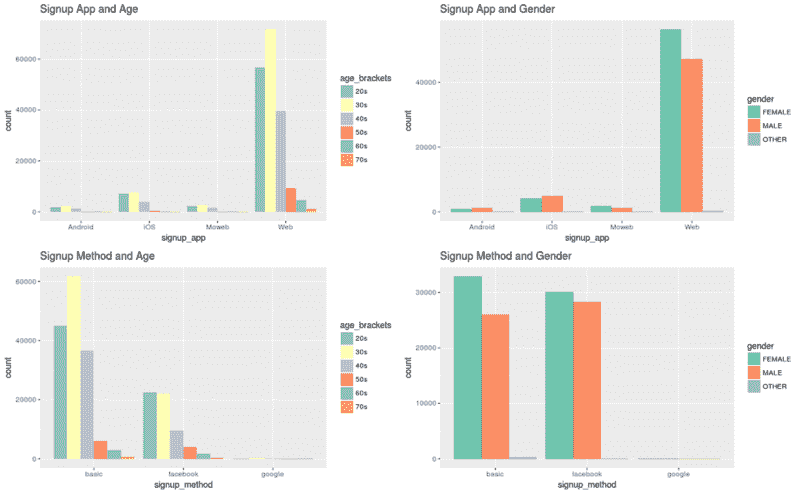 Signup App and Age
60000
40000
20000
0
count
Android
iOS
Moweb
Web
signup_app
age_brackets
20s
30s
40s
50s
60s
70s
Signup App and Gender
40000
20000
0
count
Android
iOS
Moweb
Web
signup_app
gender
FEMALE
MALE
OTHER
Signup Method and Age
60000
40000
20000
0
count
basic
facebook
google
signup_method
age_brackets
20s
30s
40s
50s
60s
70s
Signup Method and Gender
30000
20000
10000
0
count
basic
facebook
google
signup_method
gender
FEMALE
MALE
OTHER